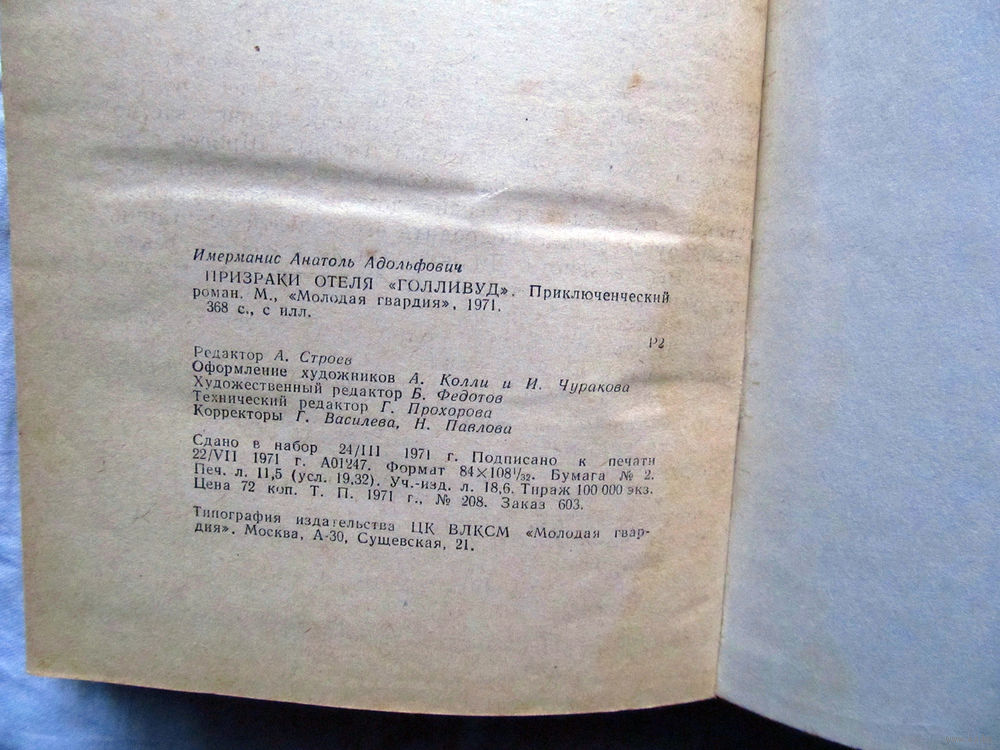 Имерманис Анатоль Адольфович
ПРИЗРАКИ ОТЕЛЯ «ГОЛЛИВУД». Приключенческий
роман. М., «Молодая гвардия», 1971.
368 с., с илл.
Р2
Редактор А. Строев
Оформление художников А. Колли и И. Чуракова
Художественный редактор Б. Федотов
Технический редактор Г. Прохорова
Корректоры Г. Василева, Н. Павлова
Сдано в набор 24/III 1971 г. Подписано к печати
22/VII 1971 г. А01247. Формат 84×108¹/₃₂. Бумага № 2.
Печ. л. 11,5 (усл. 19,32). Уч.-изд. л. 18,6. Тираж 100 000 экз.
Цена 72 коп. Т. П. 1971 г., № 208. Заказ 603.
Типография издательства ЦК ВЛКСМ «Молодая гвар-
дия». Москва, А-30, Сущевская, 21.